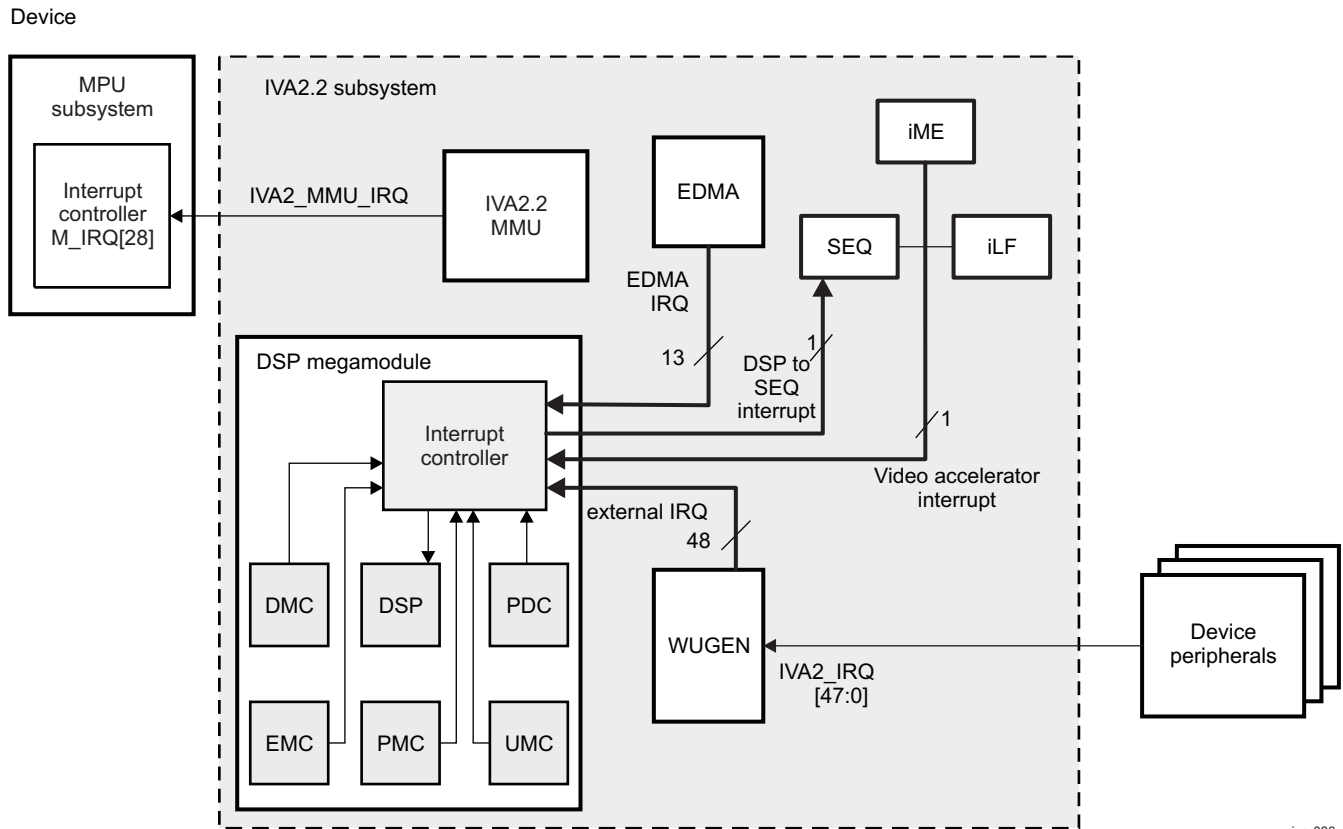 Device
MPU
subsystem
Interrupt
controller
M_IRQ[28]
IVA2.2 subsystem
IVA2_MMU_IRQ
IVA2.2
MMU
EDMA
iME
SEQ
iLF
EDMA
IRQ
13
1
DSP to
SEQ
interrupt
1
Video accelerator
interrupt
DSP megamodule
Interrupt
controller
external IRQ
48
DMC
DSP
PDC
EMC
PMC
UMC
WUGEN
IVA2_IRQ
[47:0]
Device
peripherals